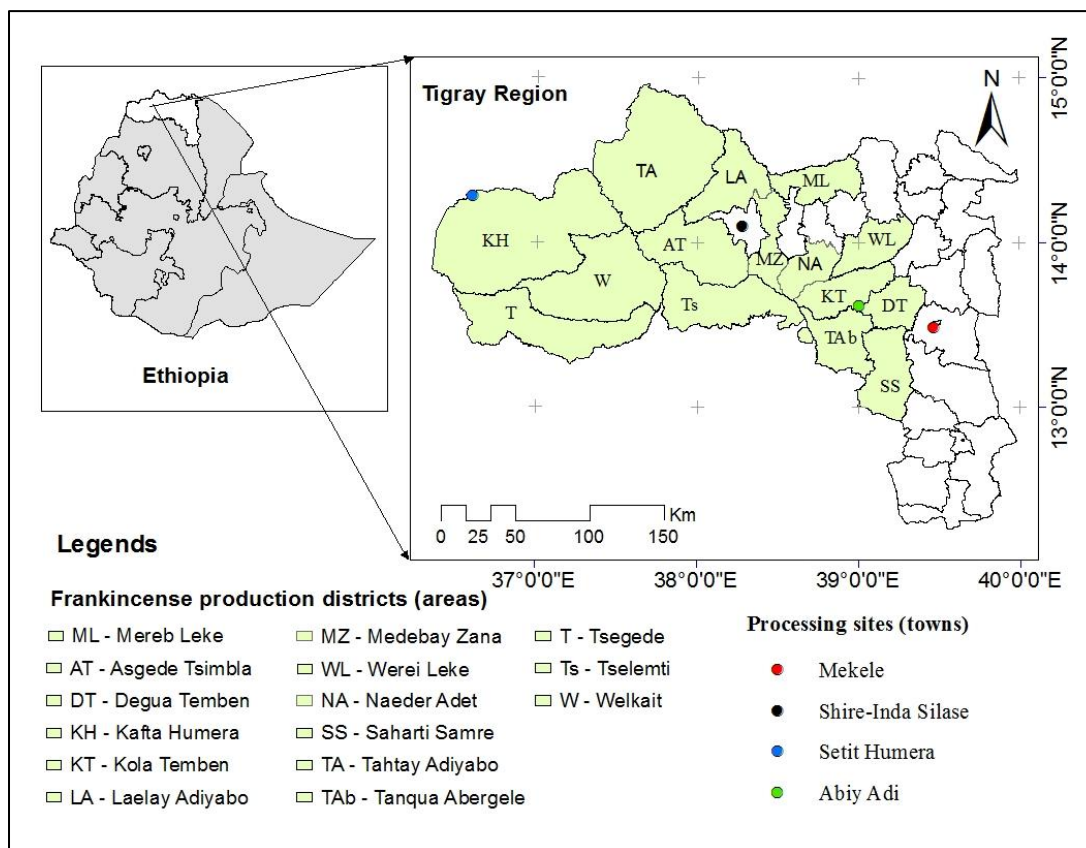 Tigray Region
N
15°0'0"N
14°0'0"N
13°0'0"N
TA
LA
ML
KH
AT
WL
MZ
NA
W
KT
DT
T
Ts
TAb
SS
Ethiopia
Km
0 25 50 100 150
37°0'0"E 38°0'0"E 39°0'0"E 40°0'0"E
Legends
Frankincense production districts (areas)
ML - Mereb Leke
AT - Asgede Tsimbla
DT - Degua Temben
KH - Kafta Humera
KT - Kola Temben
LA - Laelay Adiyabo
MZ - Medebay Zana
WL - Werei Leke
NA - Naeder Adet
SS - Saharti Samre
TA - Tahtay Adiyabo
TAb - Tanqua Abergele
T - Tsegede
Ts - Tselemti
W - Welkait
Processing sites (towns)
Mekele
Shire-Inda Silase
Setit Humera
Abiy Adi